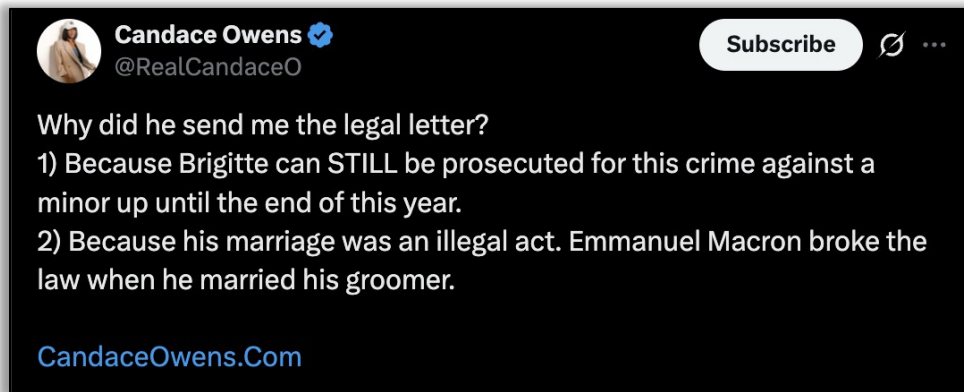 Candace Owens
@RealCandaceO
Subscribe
Why did he send me the legal letter?
1) Because Brigitte can STILL be prosecuted for this crime against a
minor up until the end of this year.
2) Because his marriage was an illegal act. Emmanuel Macron broke the
law when he married his groomer.
CandaceOwens.Com